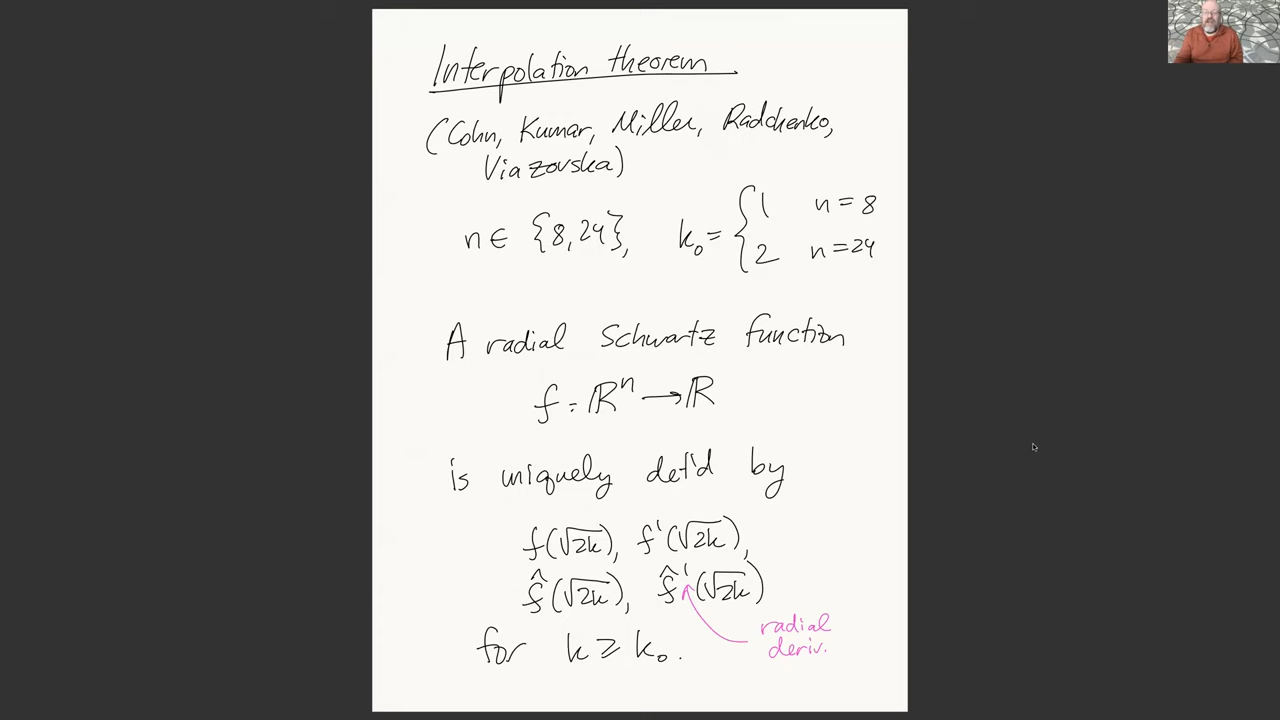 Interpolation theorem
(Cohn, Kumar, Miller, Radchenko,
Viazovska)
n ∈ {8,24}, k₀ = { 1 n = 8
2 n = 24
A radial Schwartz function
f: ℝⁿ → ℝ
is uniquely det'd by
f(√2k), f'(√2k),
f̂(√2k), f̂'(√2k)
radial
deriv.
for k ≥ k₀.